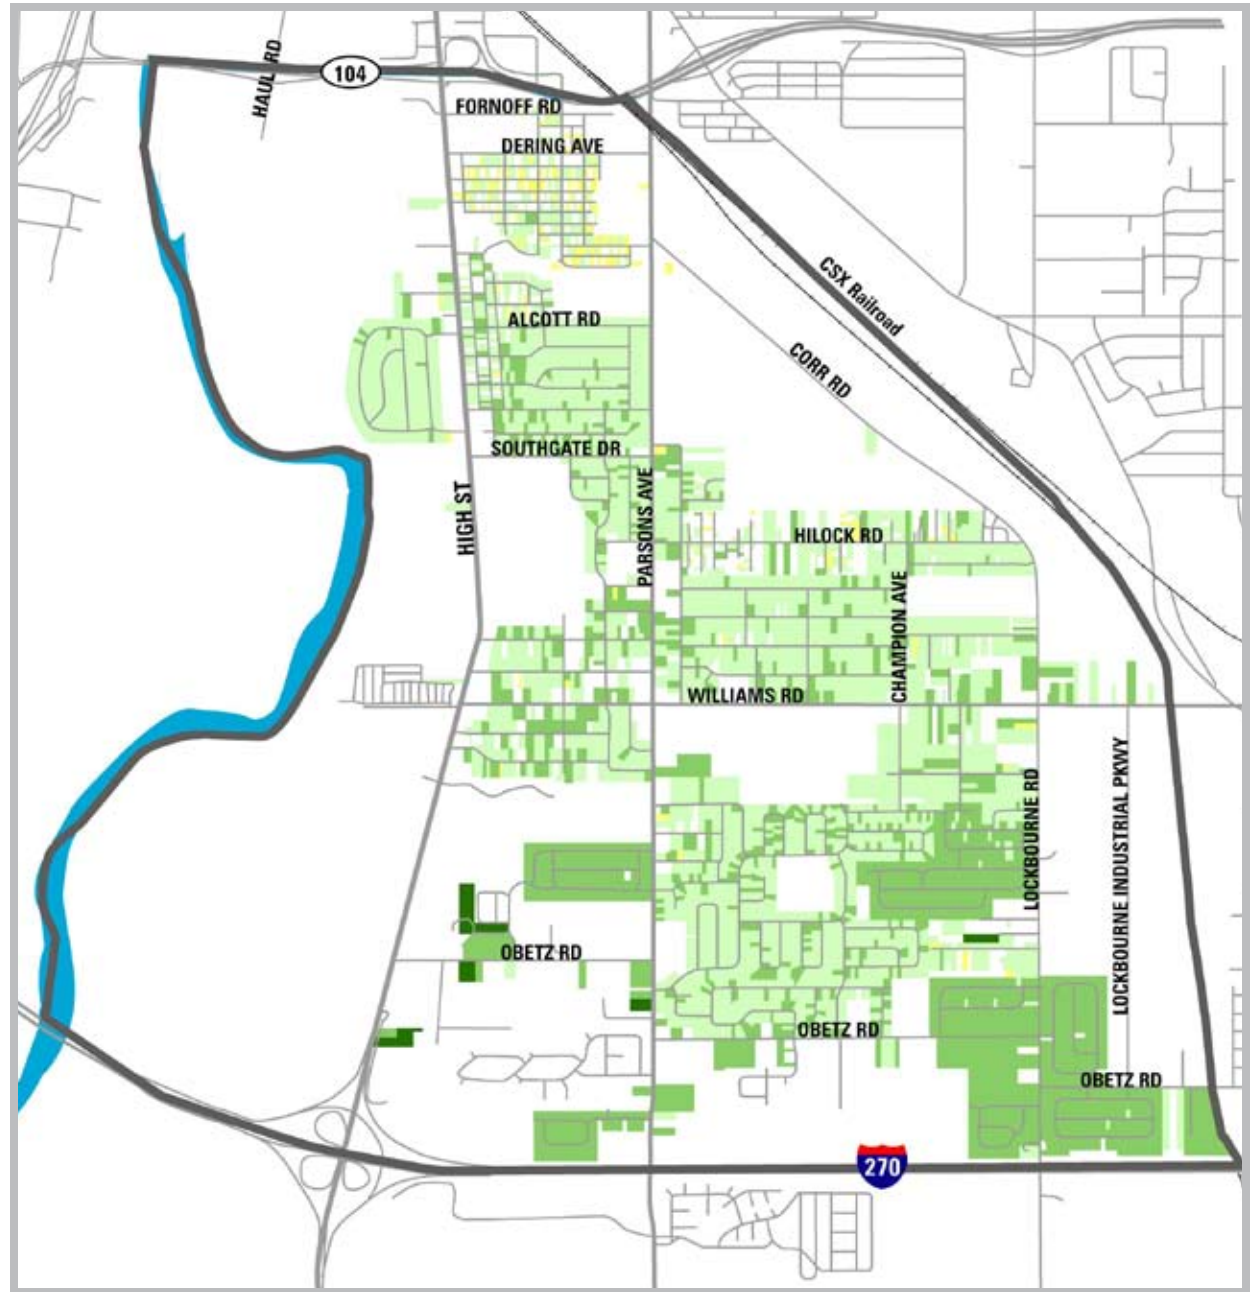 HAUL RD
104
FORNOFF RD
DERING AVE
CSX Railroad
ALCOTT RD
CORR RD
SOUTHGATE DR
HIGH ST
PARSONS AVE
HILOCK RD
CHAMPION AVE
WILLIAMS RD
LOCKBOURNE RD
LOCKBOURNE INDUSTRIAL PKWY
OBETZ RD
OBETZ RD
OBETZ RD
270